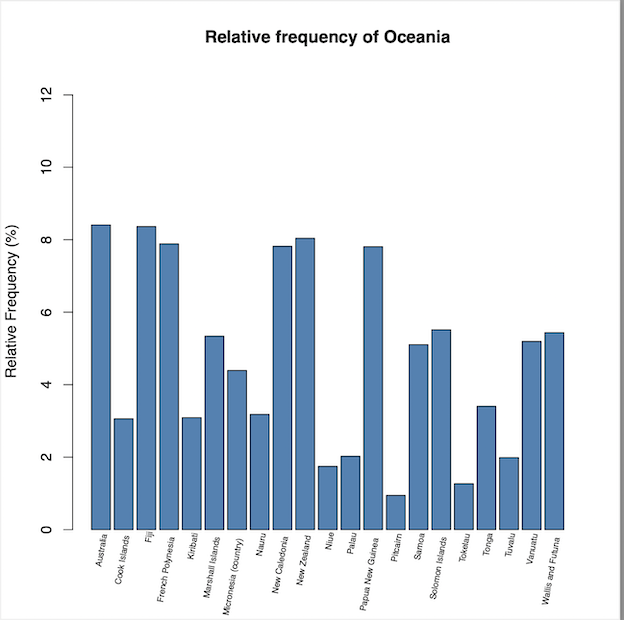 Relative frequency of Oceania
Relative Frequency (%)
12
10
8
6
4
2
0
Australia
Cook Islands
Fiji
French Polynesia
Kiribati
Marshall Islands
Micronesia (country)
Nauru
New Caledonia
New Zealand
Niue
Palau
Papua New Guinea
Pitcairn
Samoa
Solomon Islands
Tokelau
Tonga
Tuvalu
Vanuatu
Wallis and Futuna